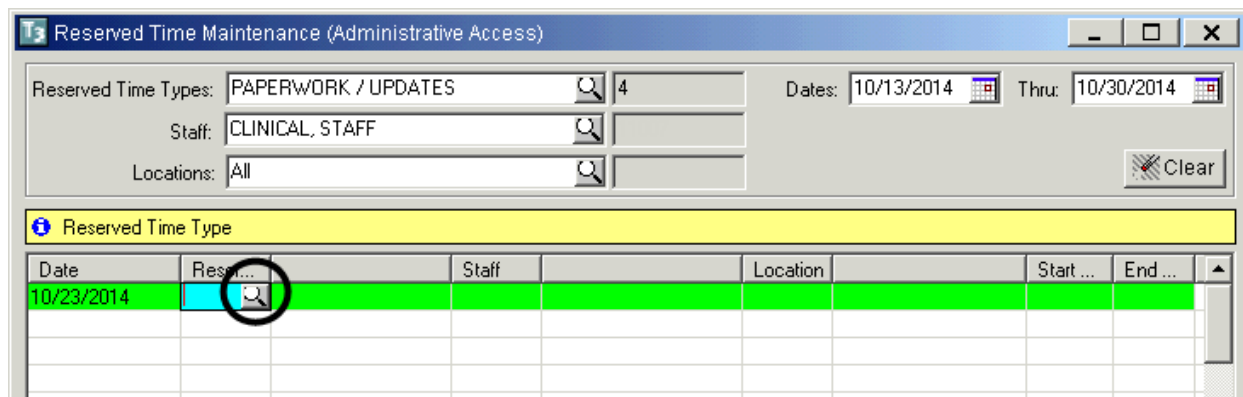 T3 Reserved Time Maintenance (Administrative Access)
Reserved Time Types: PAPERWORK / UPDATES 4 Dates: 10/13/2014 Thru: 10/30/2014
Staff: CLINICAL, STAFF
Locations: All Clear
Reserved Time Type
Date Reser... Staff Location Start ... End ...
10/23/2014